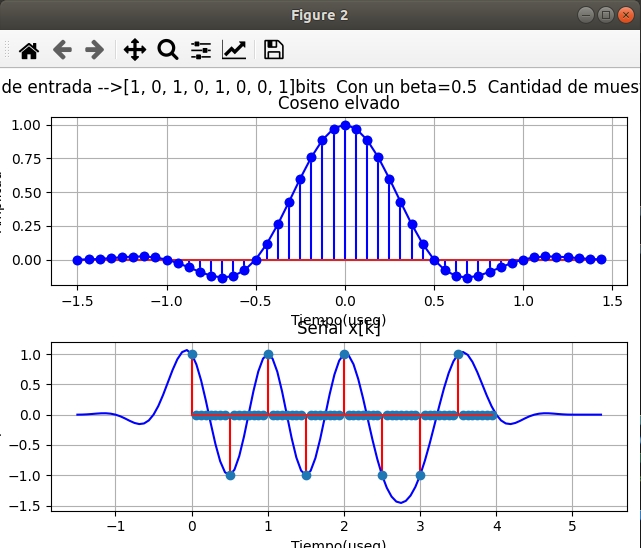 Figure 2
de entrada -->[1, 0, 1, 0, 1, 0, 0, 1]bits Con un beta=0.5 Cantidad de mues
Coseno elvado
1.00
0.75
0.50
0.25
0.00
−1.5 −1.0 −0.5 0.0 0.5 1.0 1.5
Tiempo(useg)
Señal x[k]
1.0
0.5
0.0
−0.5
−1.0
−1.5
−1 0 1 2 3 4 5
Tiempo(useg)